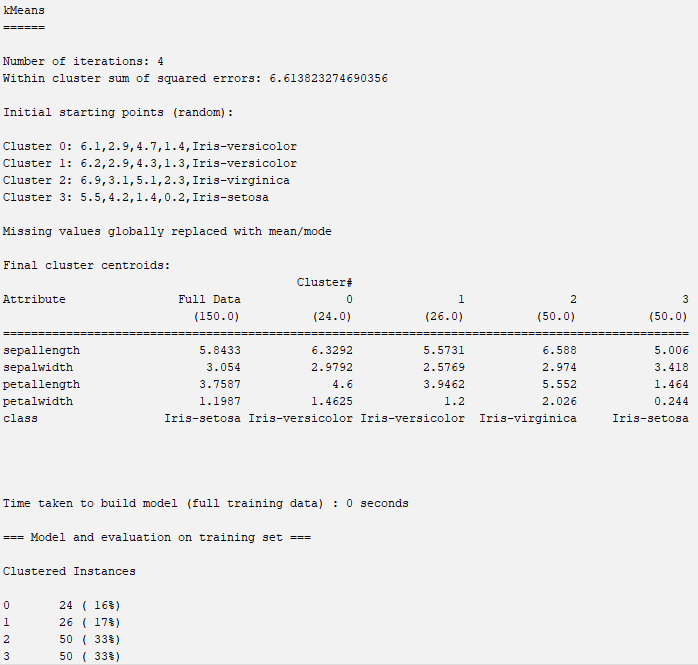 kMeans
======
Number of iterations: 4
Within cluster sum of squared errors: 6.613823274690356
Initial starting points (random):
Cluster 0: 6.1,2.9,4.7,1.4,Iris-versicolor
Cluster 1: 6.2,2.9,4.3,1.3,Iris-versicolor
Cluster 2: 6.9,3.1,5.1,2.3,Iris-virginica
Cluster 3: 5.5,4.2,1.4,0.2,Iris-setosa
Missing values globally replaced with mean/mode
Final cluster centroids:
Cluster#
Attribute Full Data 0 1 2 3
(150.0) (24.0) (26.0) (50.0) (50.0)
==================================================================================================
sepallength 5.8433 6.3292 5.5731 6.588 5.006
sepalwidth 3.054 2.9792 2.5769 2.974 3.418
petallength 3.7587 4.6 3.9462 5.552 1.464
petalwidth 1.1987 1.4625 1.2 2.026 0.244
class Iris-setosa Iris-versicolor Iris-versicolor Iris-virginica Iris-setosa
Time taken to build model (full training data) : 0 seconds
=== Model and evaluation on training set ===
Clustered Instances
0 24 ( 16%)
1 26 ( 17%)
2 50 ( 33%)
3 50 ( 33%)